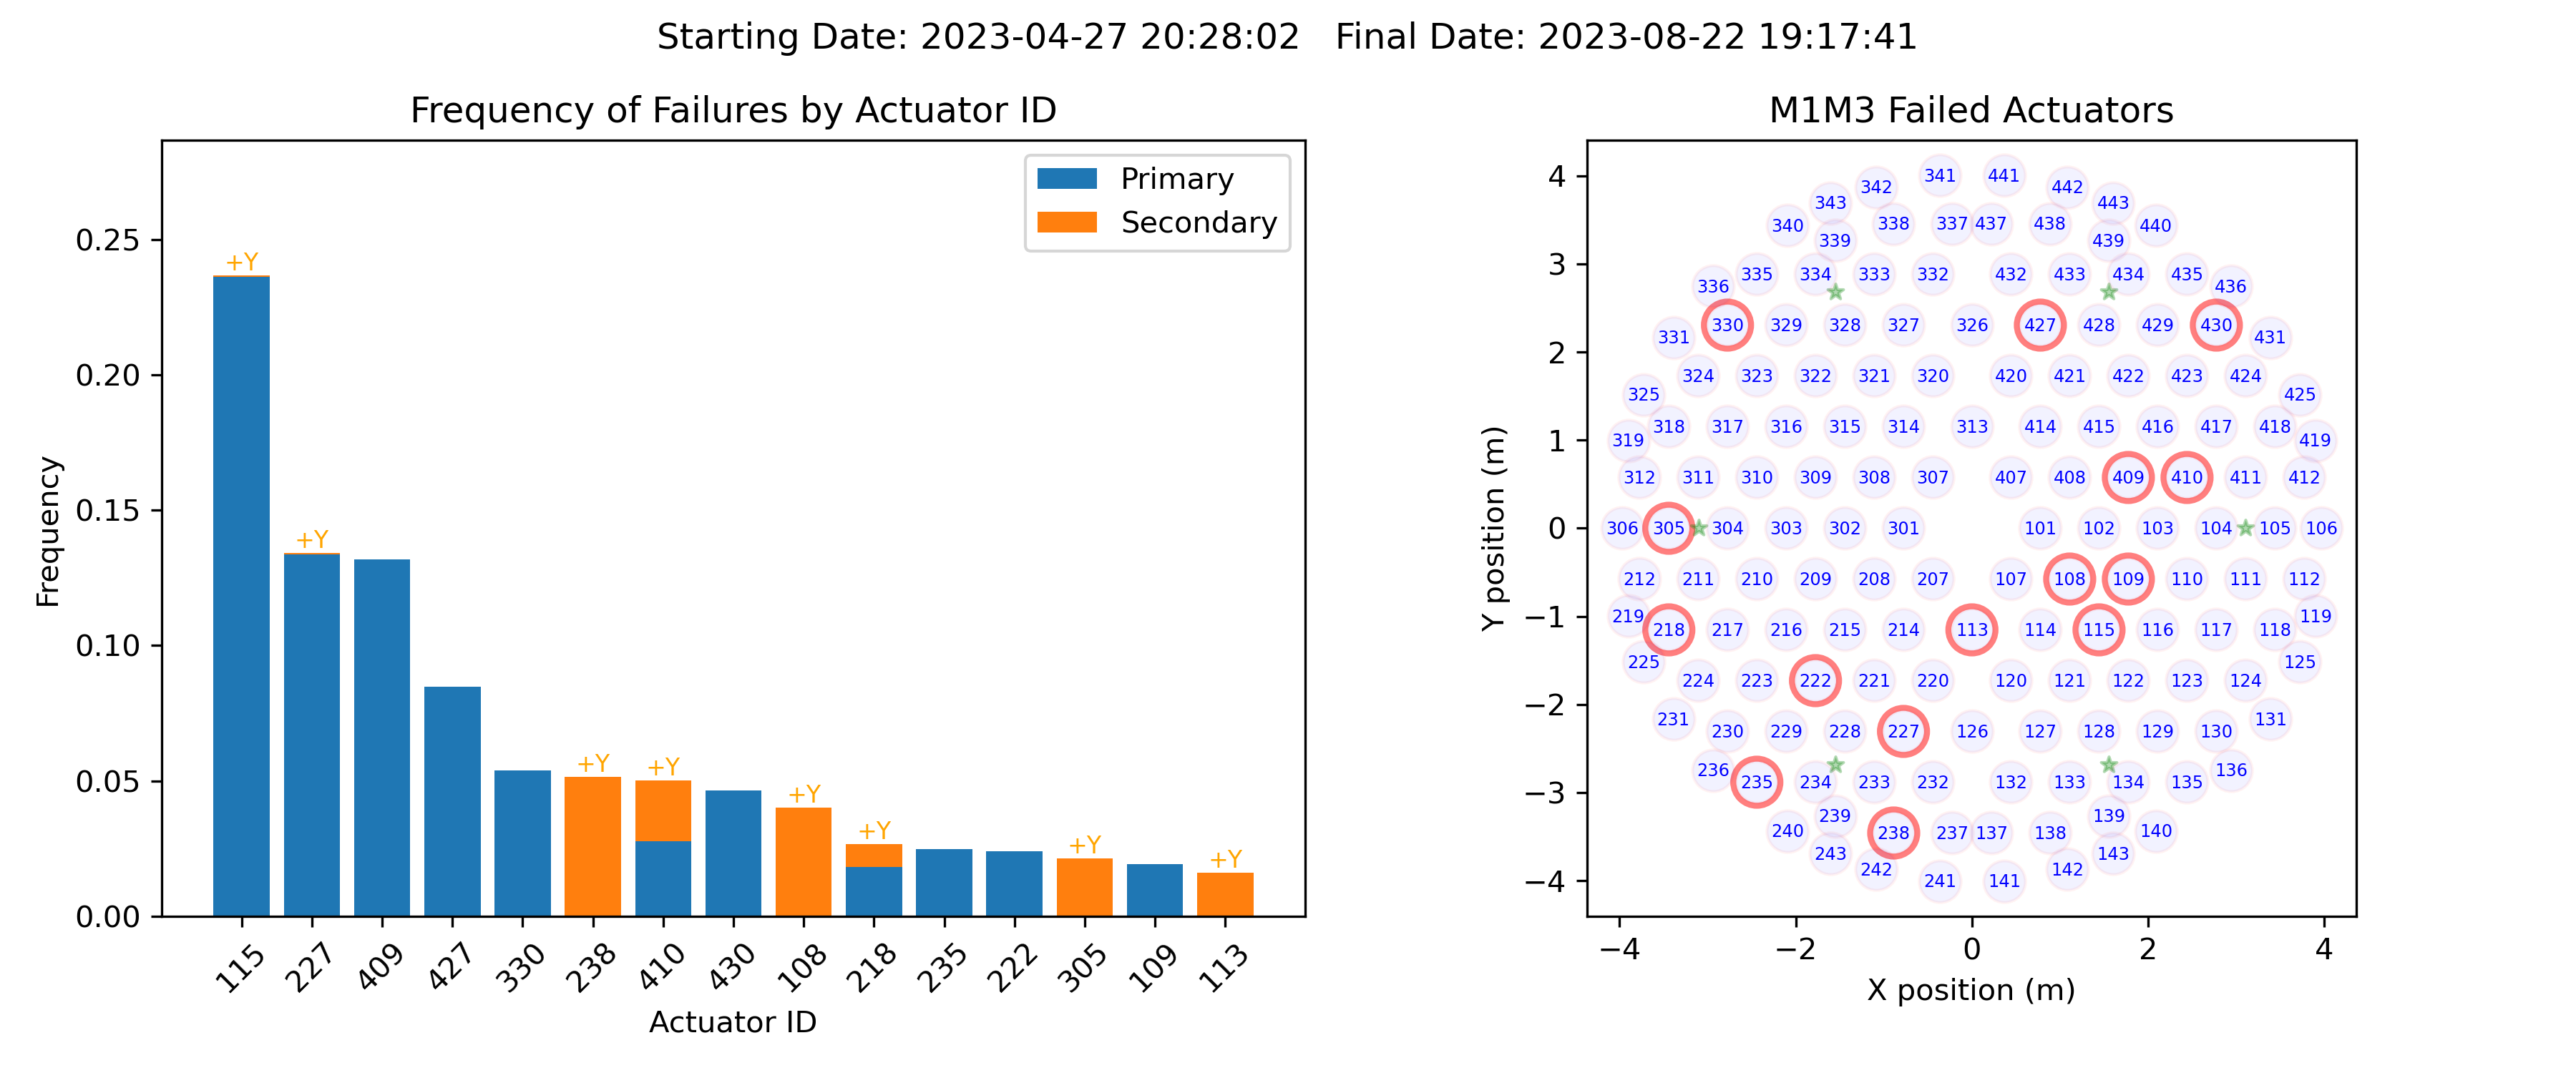 Starting Date: 2023-04-27 20:28:02   Final Date: 2023-08-22 19:17:41
Frequency of Failures by Actuator ID
Primary
Secondary
0.25
0.20
0.15
0.10
0.05
0.00
Frequency
+Y
+Y
+Y
+Y
+Y
+Y
+Y
+Y
115 227 409 427 330 238 410 430 108 218 235 222 305 109 113
Actuator ID
M1M3 Failed Actuators
4
3
2
1
0
−1
−2
−3
−4
Y position (m)
341 441
342 442
343 443
340 338 337 437 438 440
339 439
335 334 333 332 432 433 434 435
336 436
330 329 328 327 326 427 428 429 430
331 431
324 323 322 321 320 420 421 422 423 424
325 425
318 317 316 315 314 313 414 415 416 417 418
319 419
312 311 310 309 308 307 407 408 409 410 411 412
306 305 304 303 302 301 101 102 103 104 105 106
212 211 210 209 208 207 107 108 109 110 111 112
219 119
218 217 216 215 214 113 114 115 116 117 118
225 125
224 223 222 221 220 120 121 122 123 124
231 131
230 229 228 227 126 127 128 129 130
236 136
235 234 233 232 132 133 134 135
239 139
240 238 237 137 138 140
243 143
242 142
241 141
−4 −2 0 2 4
X position (m)